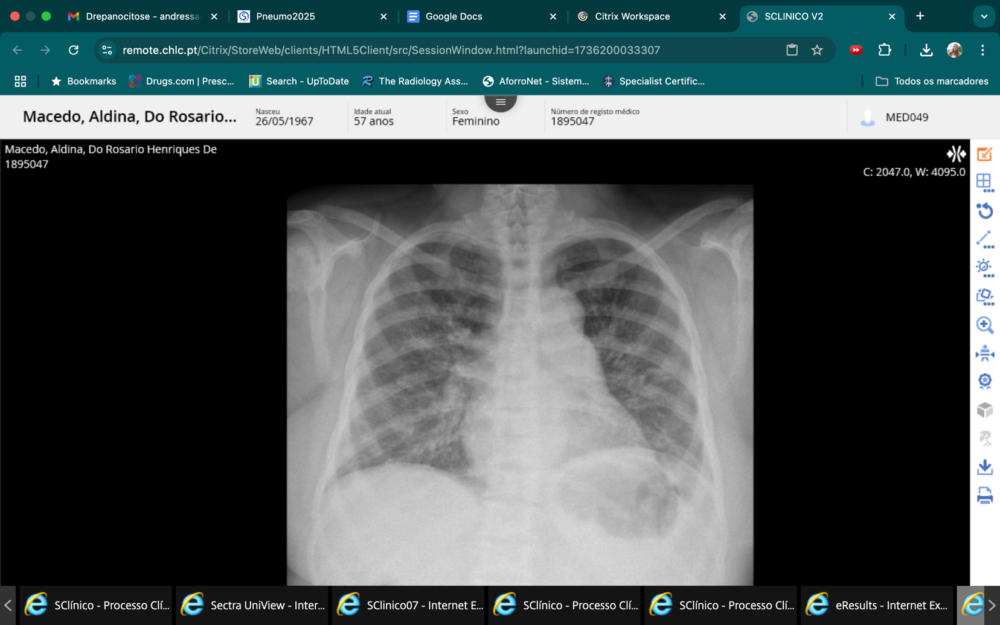 Drepanocitose - andressa
Pneumo2025
Google Docs
Citrix Workspace
SCLINICO V2
remote.chlc.pt/Citrix/StoreWeb/clients/HTML5Client/src/SessionWindow.html?launchid=1736200033307
Bookmarks
Drugs.com | Presc...
Search - UpToDate
The Radiology Ass...
AforroNet - Sistem...
Specialist Certific...
Todos os marcadores
Macedo, Aldina, Do Rosario...
Nasceu
26/05/1967
Idade atual
57 anos
Sexo
Feminino
Número de registo médico
1895047
MED049
Macedo, Aldina, Do Rosario Henriques De
1895047
C: 2047.0, W: 4095.0
SClínico - Processo Clí...
Sectra UniView - Inter...
SClinico07 - Internet E...
SClínico - Processo Clí...
SClínico - Processo Clí...
eResults - Internet Ex...